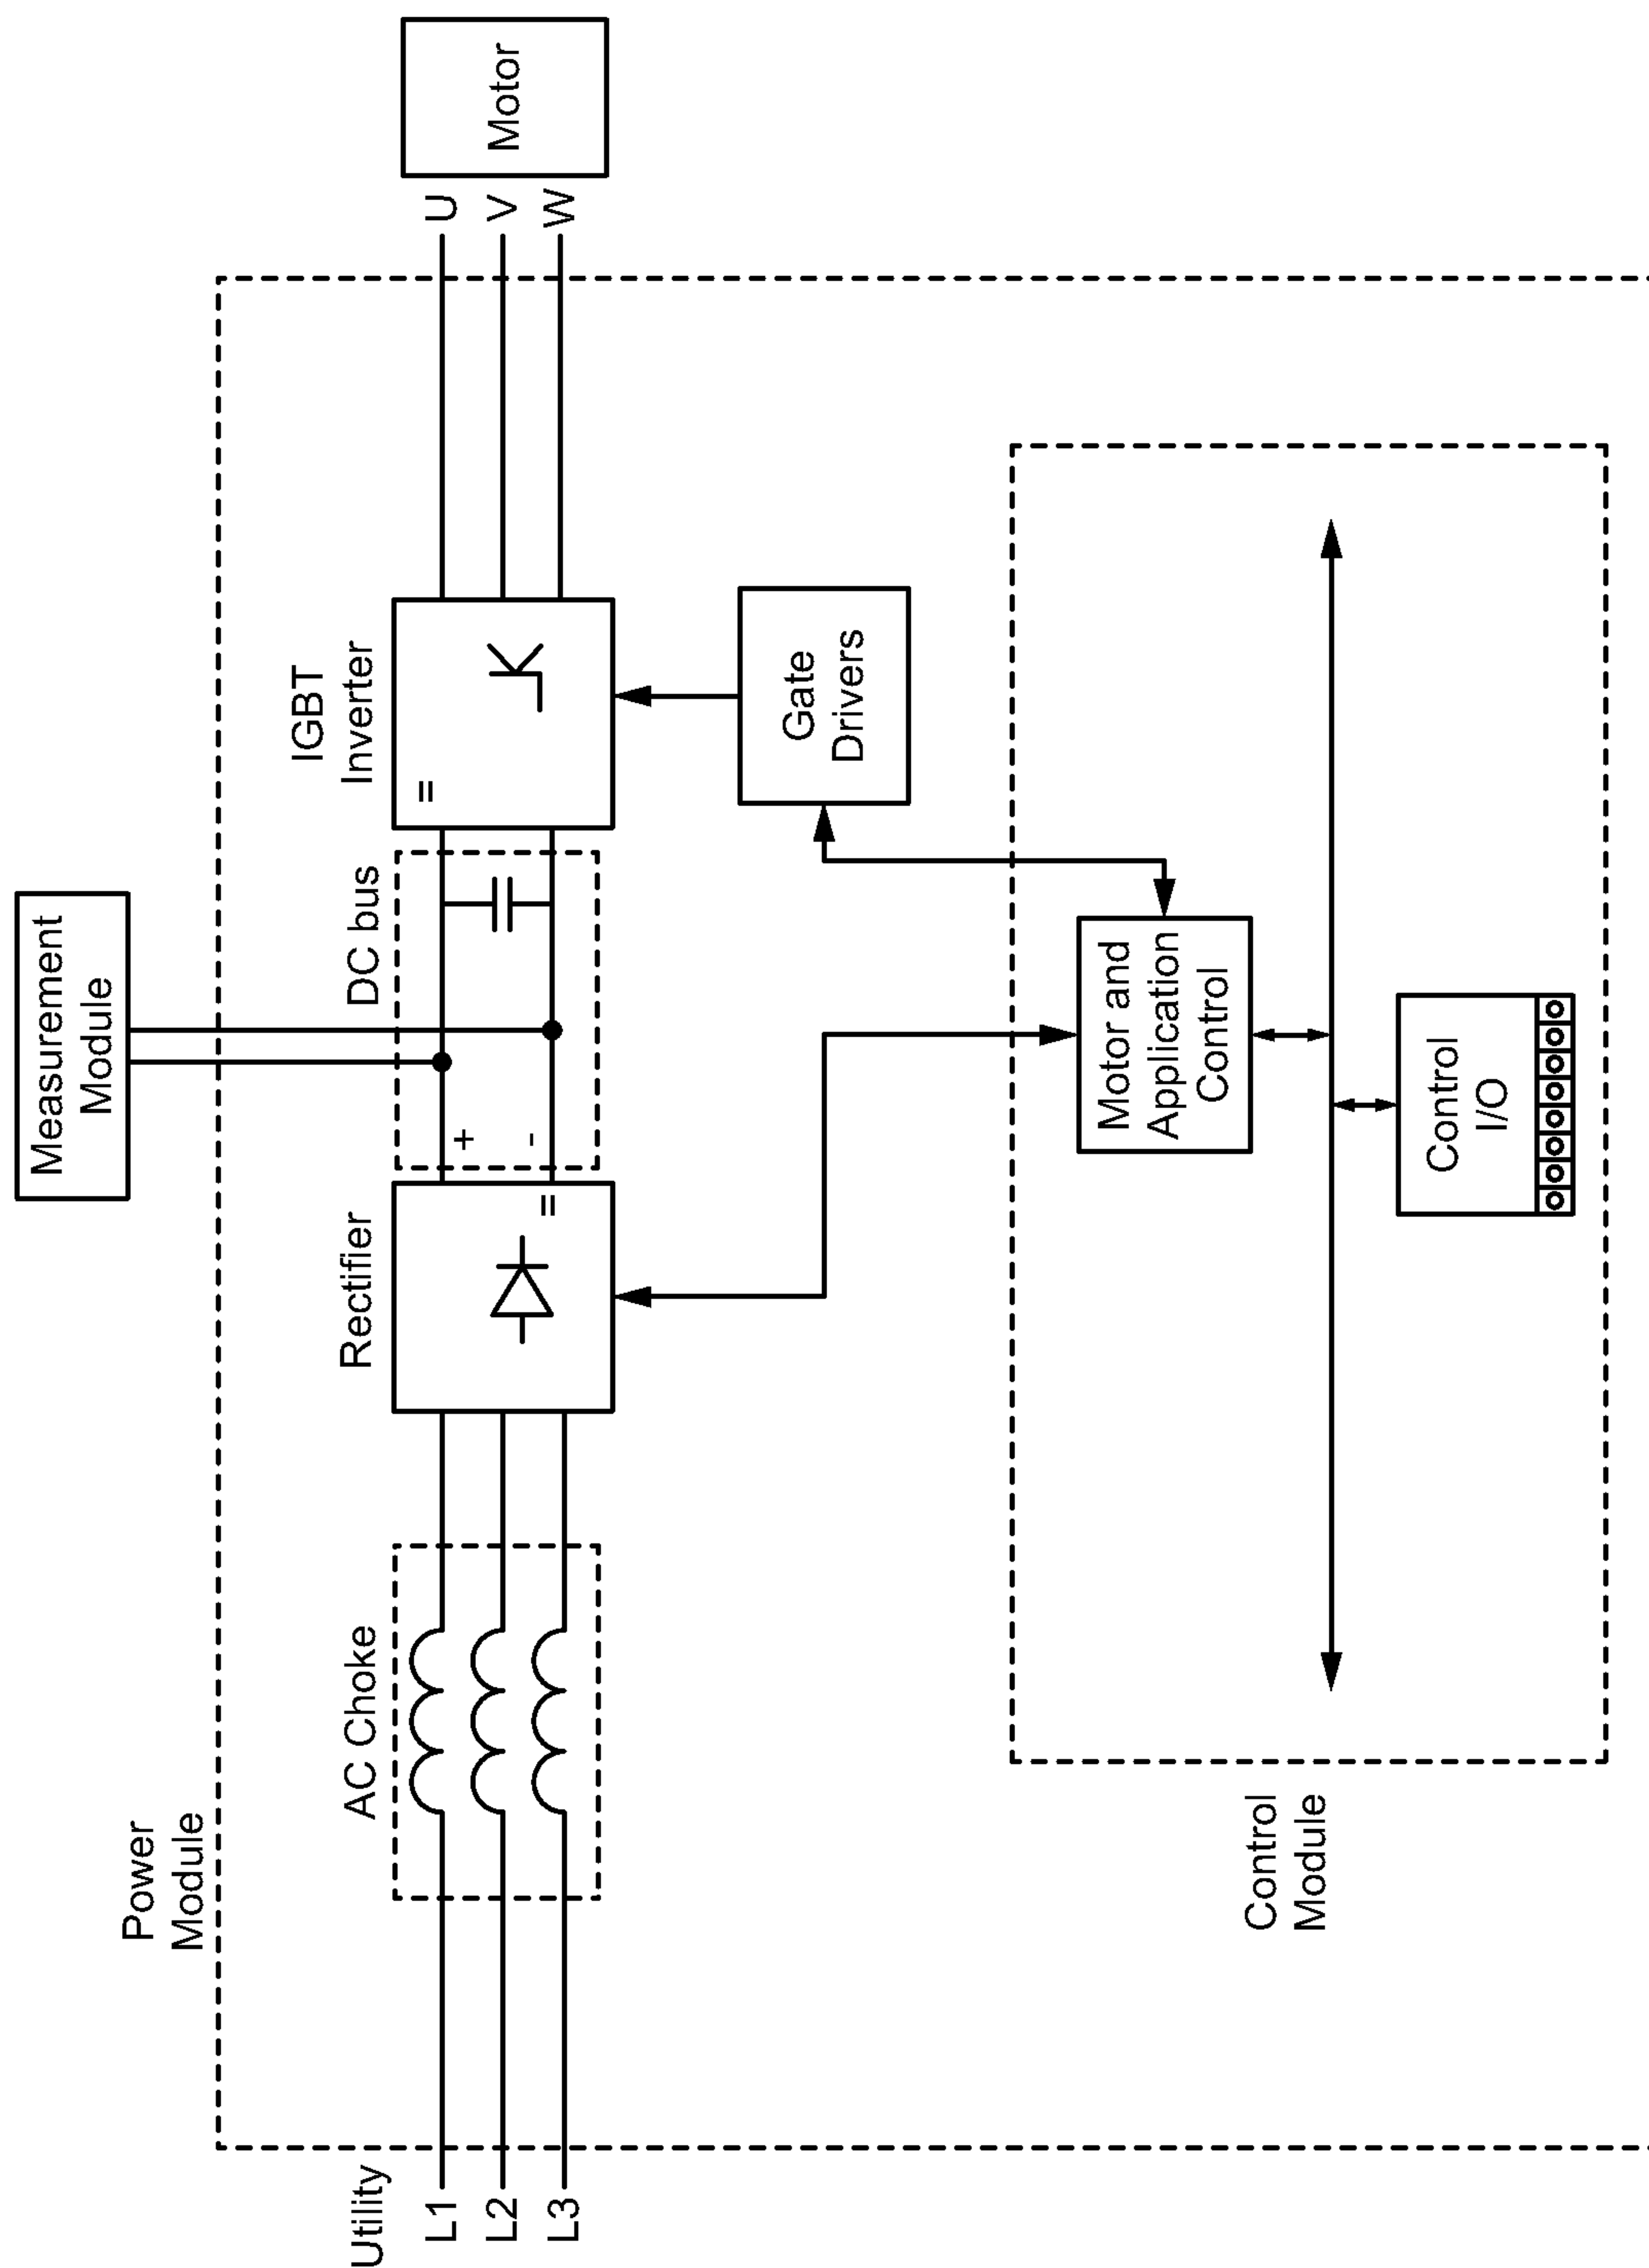 Measurement
Module
Power
Module
Utility
L1
L2
L3
AC Choke
Rectifier
=
+
-
DC bus
IGBT
Inverter
=
U
V
W
Motor
Gate
Drivers
Motor and
Application
Control
Control
I/O
Control
Module